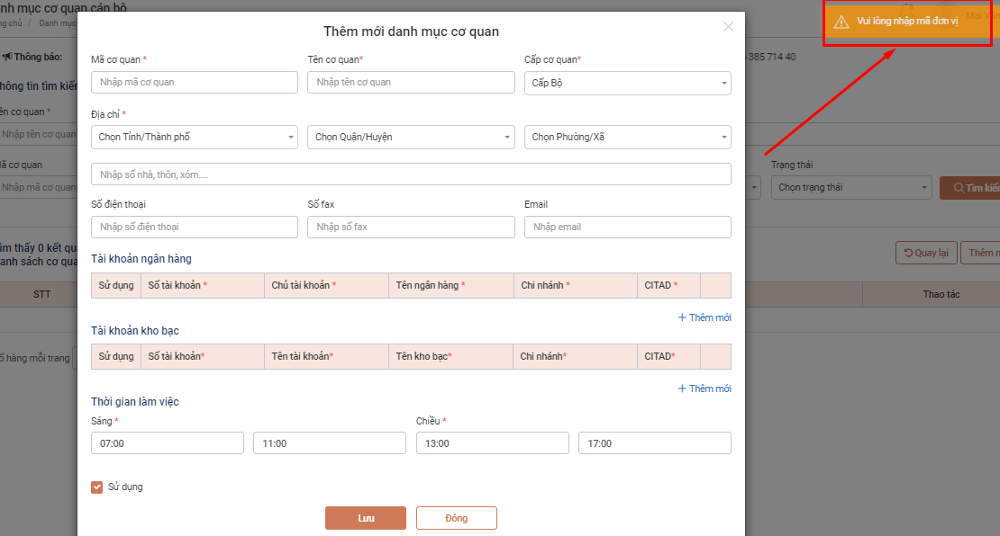 nh mục cơ quan cán bộ
ng chủ / Danh mục
Vui lòng nhập mã đơn vị
Thêm mới danh mục cơ quan
Thông báo:
385 714 40
Mã cơ quan *
Tên cơ quan*
Cấp cơ quan*
Nhập mã cơ quan
Nhập tên cơ quan
Cấp Bộ
hông tin tìm kiếm
ên cơ quan *
Địa chỉ *
Nhập tên cơ quan
Chọn Tỉnh/Thành phố
Chọn Quận/Huyện
Chọn Phường/Xã
ã cơ quan
Trạng thái
Nhập số nhà, thôn, xóm....
Nhập mã cơ quan
Chọn trạng thái
Tìm kiếm
Số điện thoại
Số fax
Email
Nhập số điện thoại
Nhập số fax
Nhập email
ìm thấy 0 kết qu
anh sách cơ qua
Quay lại
Thêm m
Tài khoản ngân hàng
Sử dụng
Số tài khoản *
Chủ tài khoản *
Tên ngân hàng *
Chi nhánh *
CITAD *
STT
Thao tác
+ Thêm mới
Tài khoản kho bạc
Sử dụng
Số tài khoản*
Tên tài khoản*
Tên kho bạc*
Chi nhánh*
CITAD*
ố hàng mỗi trang
+ Thêm mới
Thời gian làm việc
Sáng *
Chiều *
07:00
11:00
13:00
17:00
Sử dụng
Lưu
Đóng